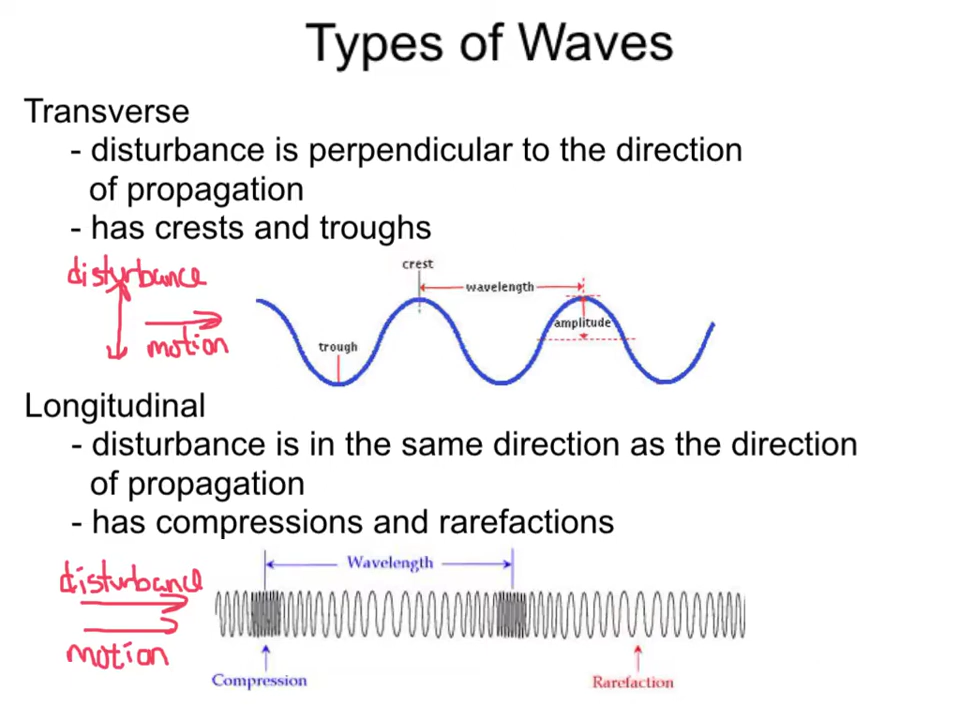 Types of Waves
Transverse
- disturbance is perpendicular to the direction
of propagation
- has crests and troughs
disturbance
motion
crest
wavelength
amplitude
trough
Longitudinal
- disturbance is in the same direction as the direction
of propagation
- has compressions and rarefactions
disturbance
motion
Wavelength
Compression
Rarefaction